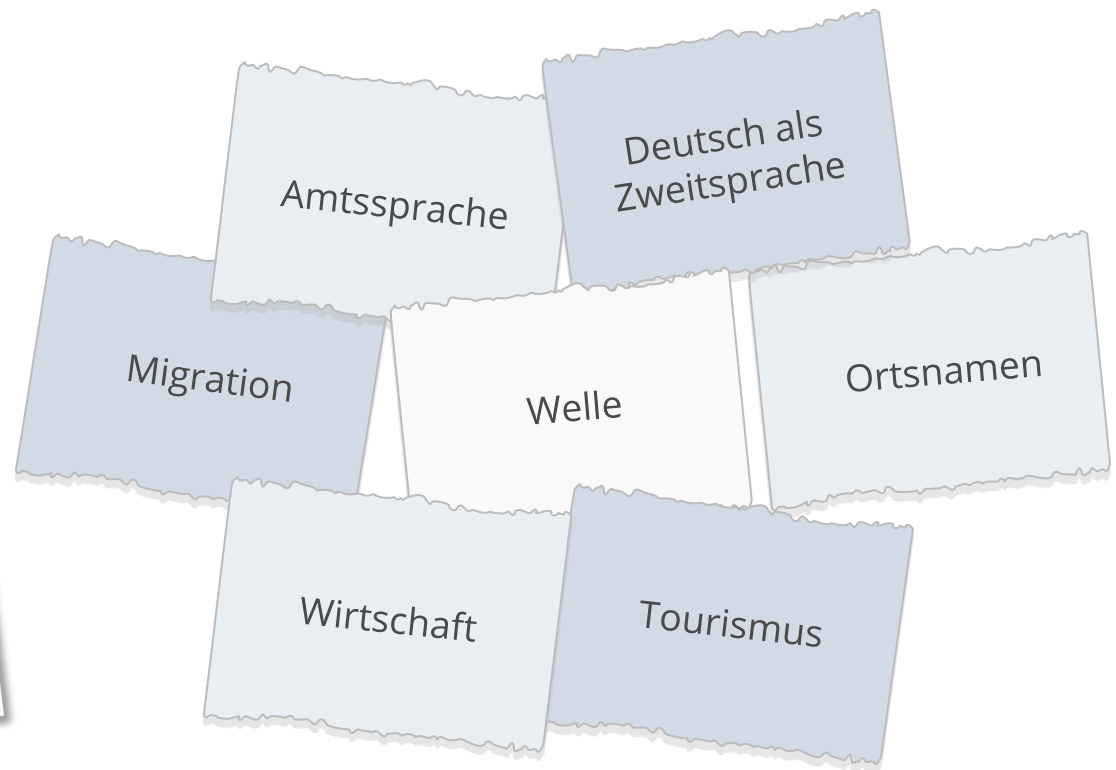 Amtssprache
Deutsch als
Zweitsprache
Migration
Welle
Ortsnamen
Wirtschaft
Tourismus